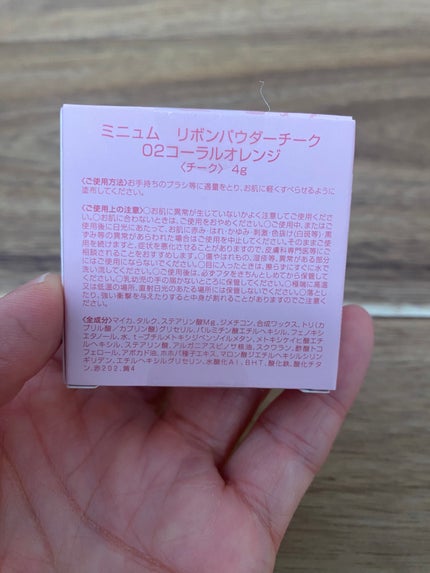 ミニュム　リボンパウダーチーク
02コーラルオレンジ
〈チーク〉 4g
〈ご使用方法〉お手持ちのブラシ等に適量をとり、お肌に軽くすべらせるように
塗布してください。
〈ご使用上の注意〉○お肌に異常が生じていないかよく注意してご使用くださ
い。○お肌に合わないときは、ご使用をおやめください。○ご使用中、またはご
使用後に日光にあたって、お肌に赤み・はれ・かゆみ・刺激・色抜け(白斑等)・黒
ずみ等の異常があらわれた場合はご使用を中止してください。そのままご使
用を続けますと、症状を悪化させることがありますので、皮膚科専門医等にご
相談されることをおすすめします。○傷やはれもの、湿疹等、異常がある部分
にはご使用にならないでください。○目に入ったときは、擦らずにすぐに水で
洗い流してください。○ご使用後は、必ずフタをきちんとしめてから保管してく
ださい。○乳幼児の手の届かないところに保管してください。○極端に高温
又は低温の場所、直射日光のあたる場所には保管しないでください。○落とし
たり、強い衝撃を与えたりすると中身が割れることがありますのでご注意くだ
さい。
〈全成分〉マイカ、タルク、ステアリン酸Mg、ジメチコン、合成ワックス、トリ(カ
プリル酸/カプリン酸)グリセリル、パルミチン酸エチルヘキシル、フェノキシ
エタノール、水、t-ブチルメトキシジベンゾイルメタン、メトキシケイヒ酸エチ
ルヘキシル、ステアリン酸、アルガニアスピノサ核油、スクワラン、酢酸トコ
フェロール、アボカド油、ホホバ種子エキス、マロン酸ジエチルヘキシルシリン
ギリデン、エチルヘキシルグリセリン、水酸化Al、BHT、酸化鉄、酸化チタ
ン、赤202、黄4